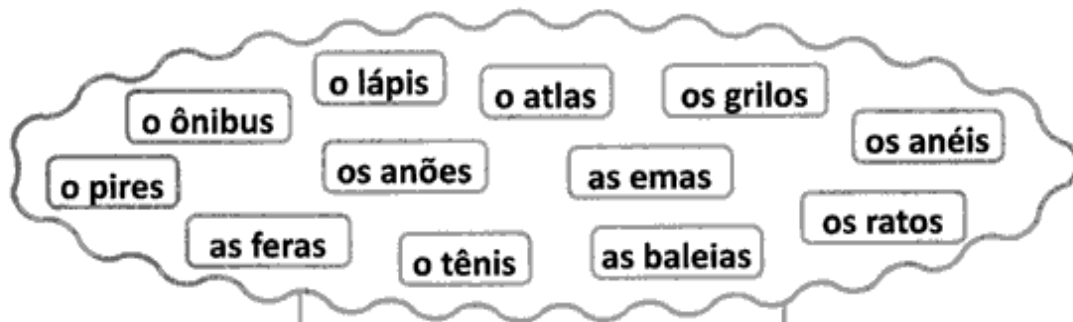 o lápis
o atlas
os grilos
o ônibus
os anéis
os anões
as emas
o pires
os ratos
as feras
o tênis
as baleias